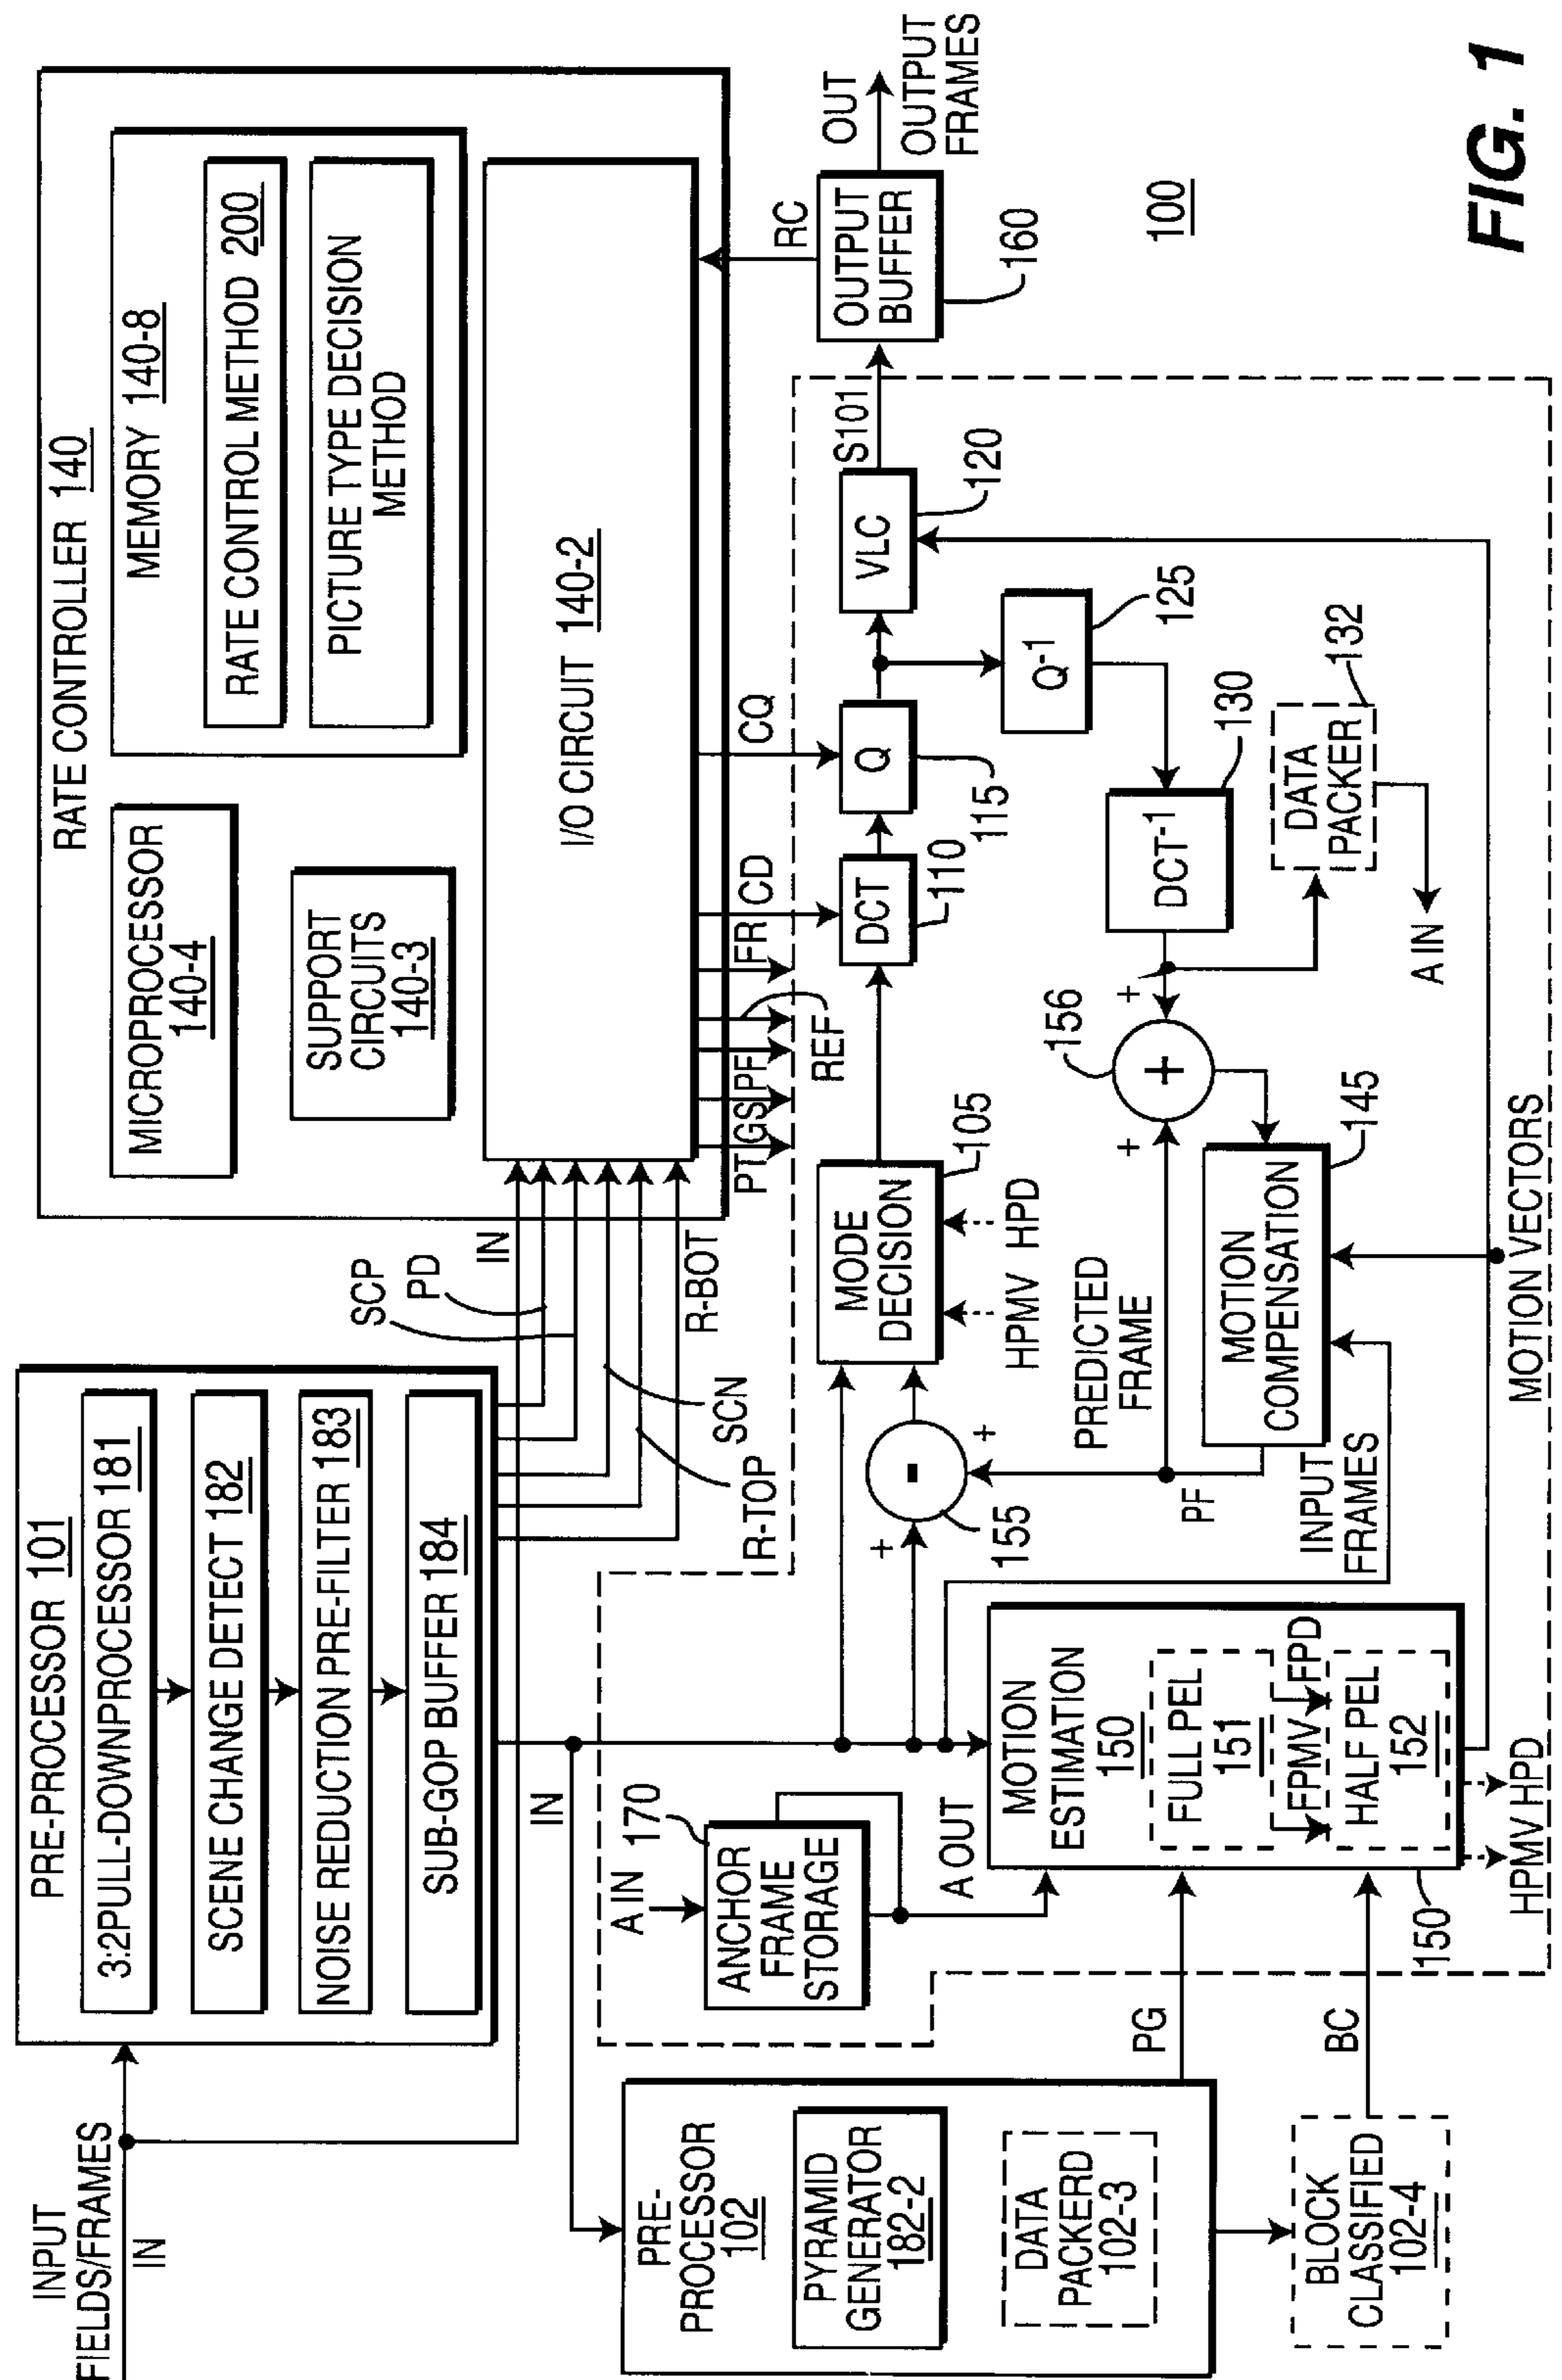 INPUT
FIELDS/FRAMES
IN
PRE-PROCESSOR 101
3:2PULL-DOWNPROCESSOR 181
SCENE CHANGE DETECT 182
NOISE REDUCTION PRE-FILTER 183
SUB-GOP BUFFER 184
IN
SCP
PD
IN
SCN
R-TOP
R-BOT
RATE CONTROLLER 140
MICROPROCESSOR
140-4
SUPPORT
CIRCUITS
140-3
MEMORY 140-8
RATE CONTROL METHOD 200
PICTURE TYPE DECISION
METHOD
I/O CIRCUIT 140-2
PT
GS
PF
REF
FR
CD
CQ
RC
OUTPUT
BUFFER
160
OUT
OUTPUT
FRAMES
PRE-
PROCESSOR
102
PYRAMID
GENERATOR
182-2
DATA
PACKERD
102-3
BLOCK
CLASSIFIED
102-4
PG
BC
A IN
170
ANCHOR
FRAME
STORAGE
A OUT
MOTION
ESTIMATION
150
FULL PEL
151
FPMV
FPD
HALF PEL
152
150
HPMV
HPD
+
-
+
155
MODE
DECISION
105
HPMV
HPD
DCT
110
Q
115
VLC
120
S101
Q-1
125
DCT-1
130
DATA
PACKER
132
A IN
PREDICTED
FRAME
PF
+
+
+
156
INPUT
FRAMES
MOTION
COMPENSATION
145
MOTION VECTORS
100
FIG. 1